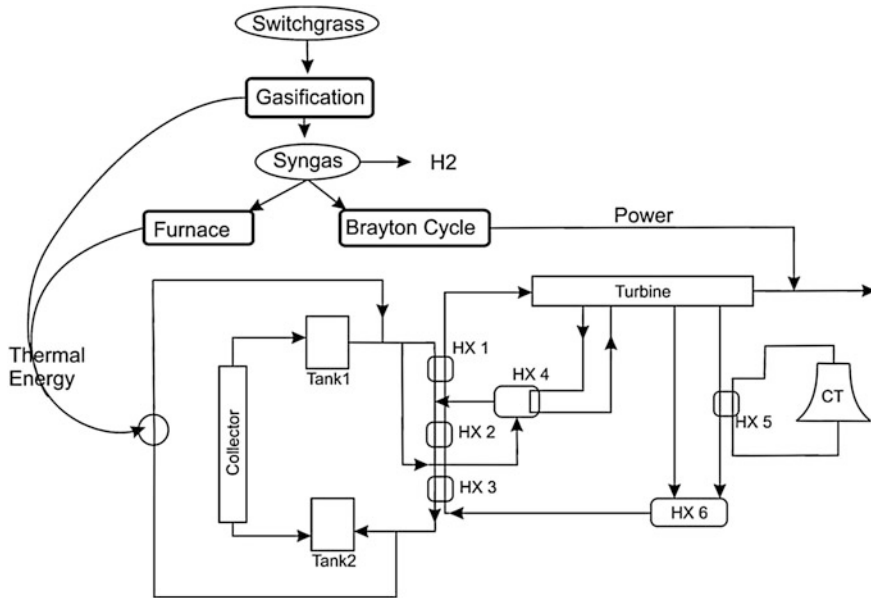 Switchgrass
Gasification
Syngas
H2
Furnace
Brayton Cycle
Power
Turbine
Thermal
Energy
Tank1
HX 1
HX 4
CT
HX 5
Collector
HX 2
HX 3
HX 6
Tank2